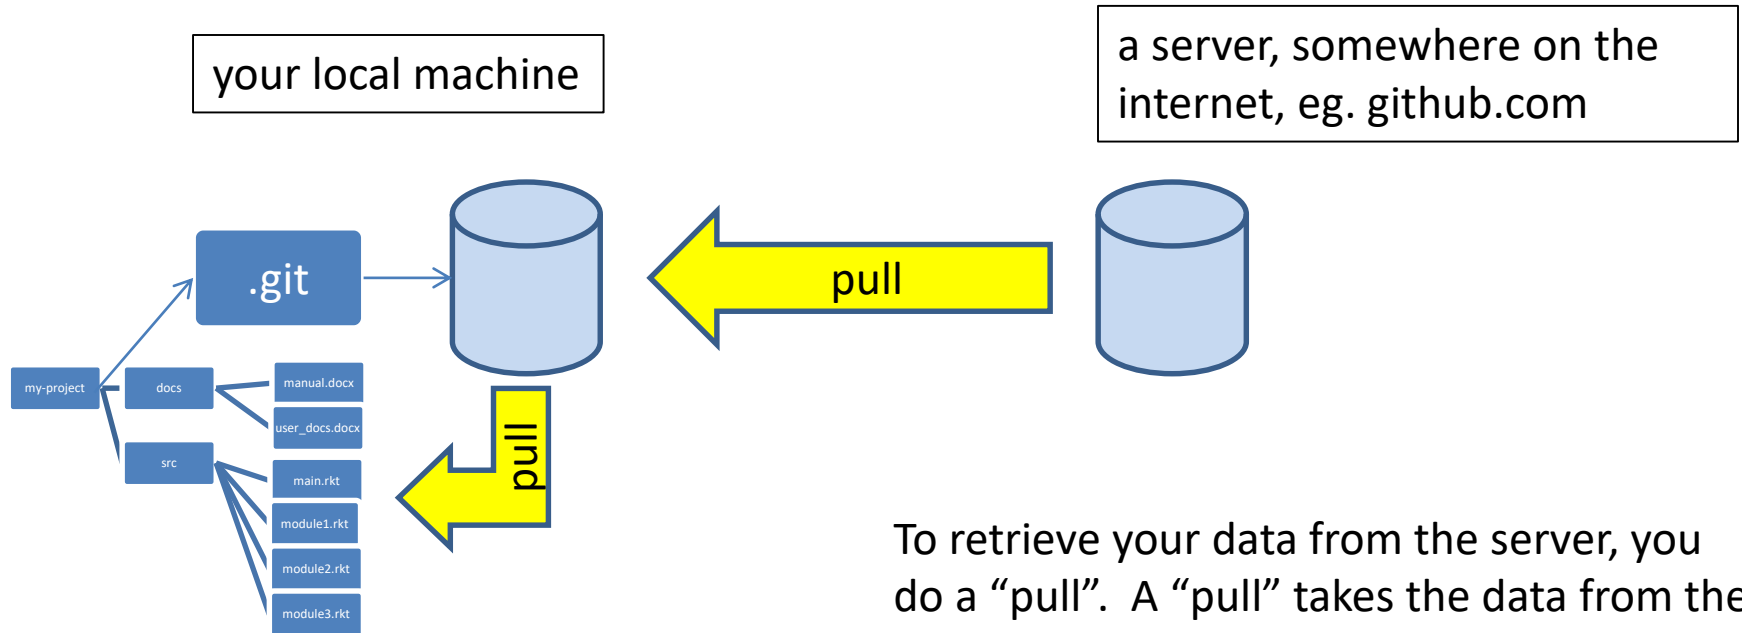 your local machine
a server, somewhere on the
internet, eg. github.com
.git
pull
my-project
docs
manual.docx
user_docs.docx
src
main.rkt
module1.rkt
module2.rkt
module3.rkt
pull
To retrieve your data from the server, you
do a “pull”. A “pull” takes the data from the